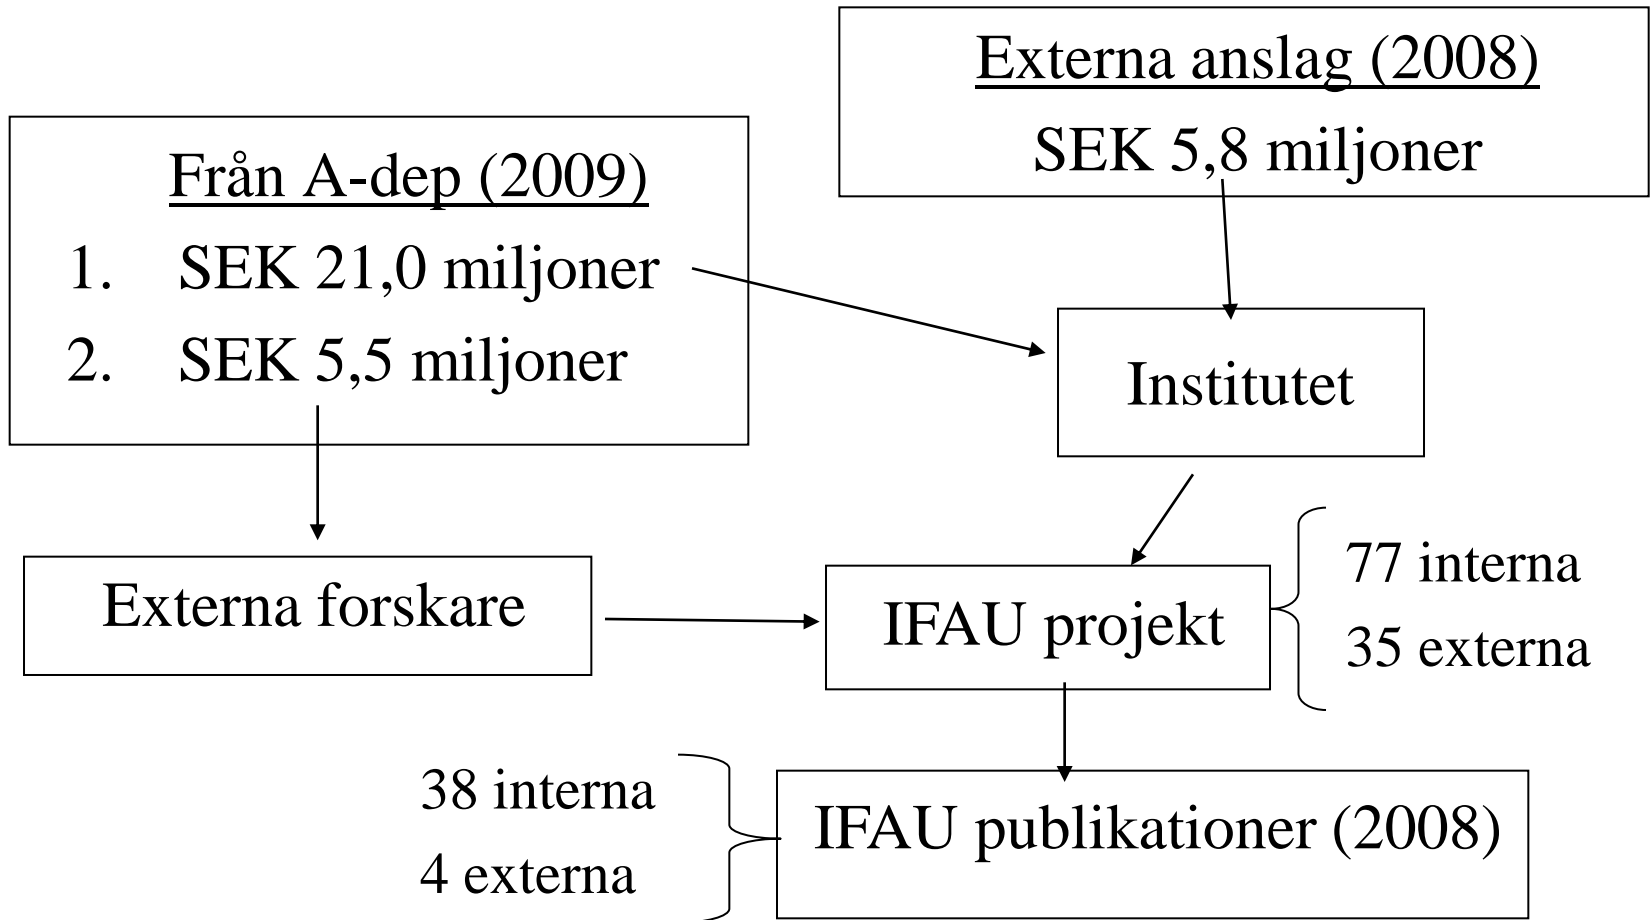 Externa anslag (2008)
SEK 5,8 miljoner
Från A-dep (2009)
1. SEK 21,0 miljoner
2. SEK 5,5 miljoner
Institutet
Externa forskare
IFAU projekt
77 interna
35 externa
38 interna
4 externa
IFAU publikationer (2008)